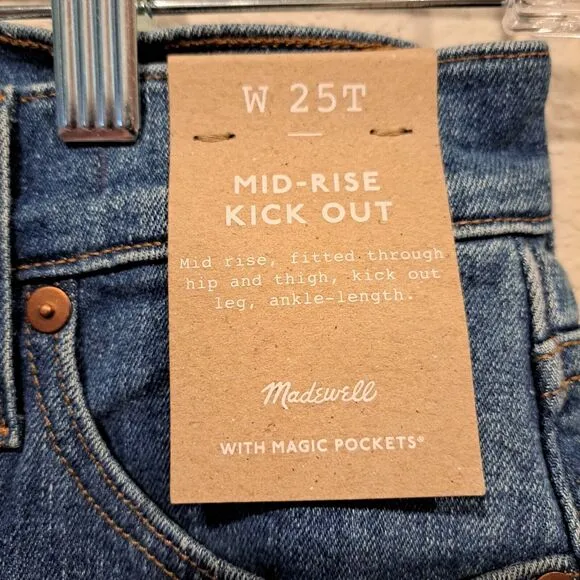 W 25T
MID-RISE
KICK OUT
Mid rise, fitted through
hip and thigh, kick out
leg, ankle-length.
Madewell
WITH MAGIC POCKETS®